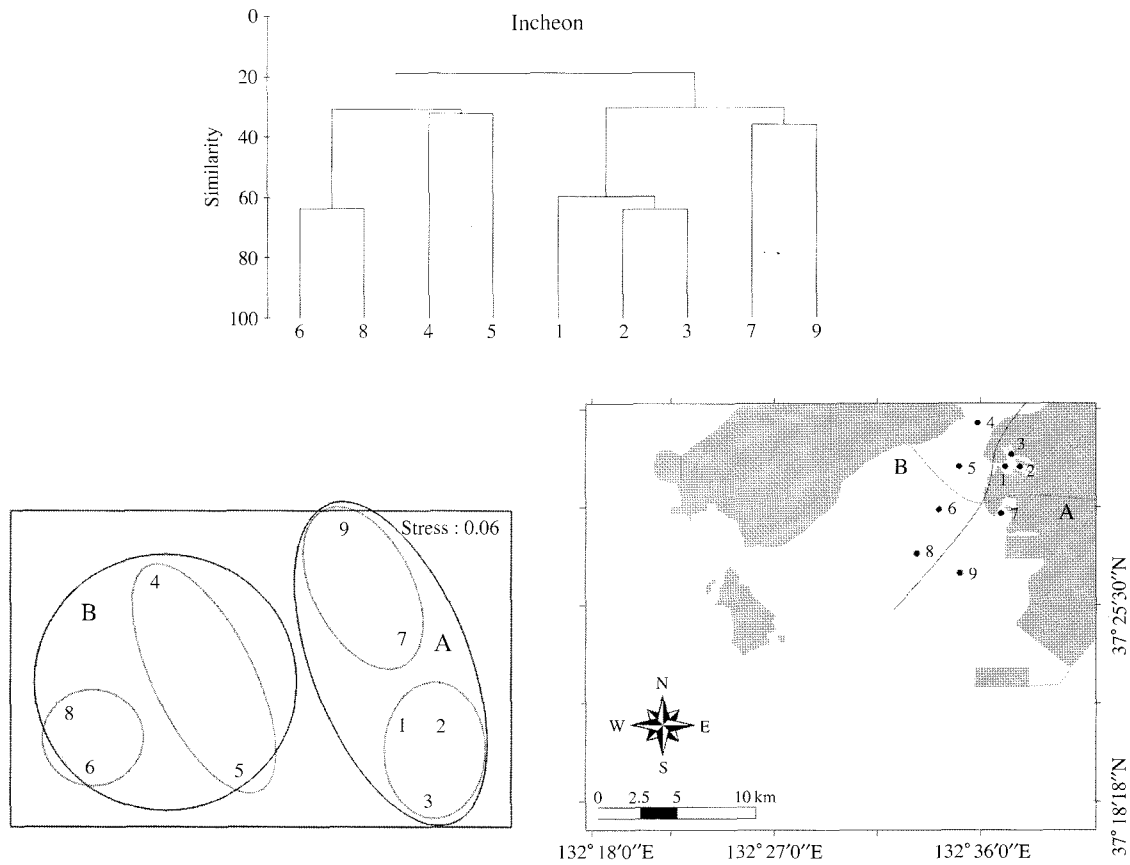 Incheon
Similarity
0
20
40
60
80
100
6 8 4 5 1 2 3 7 9
Stress : 0.06
9
4
B
7
A
8
1 2
6
5
3
4
3
B
5
1
2
6
7
A
8
9
N
W E
S
0 2.5 5 10 km
132° 18′0″E 132° 27′0″E 132° 36′0″E
37° 25′30″N
37° 18′18″N